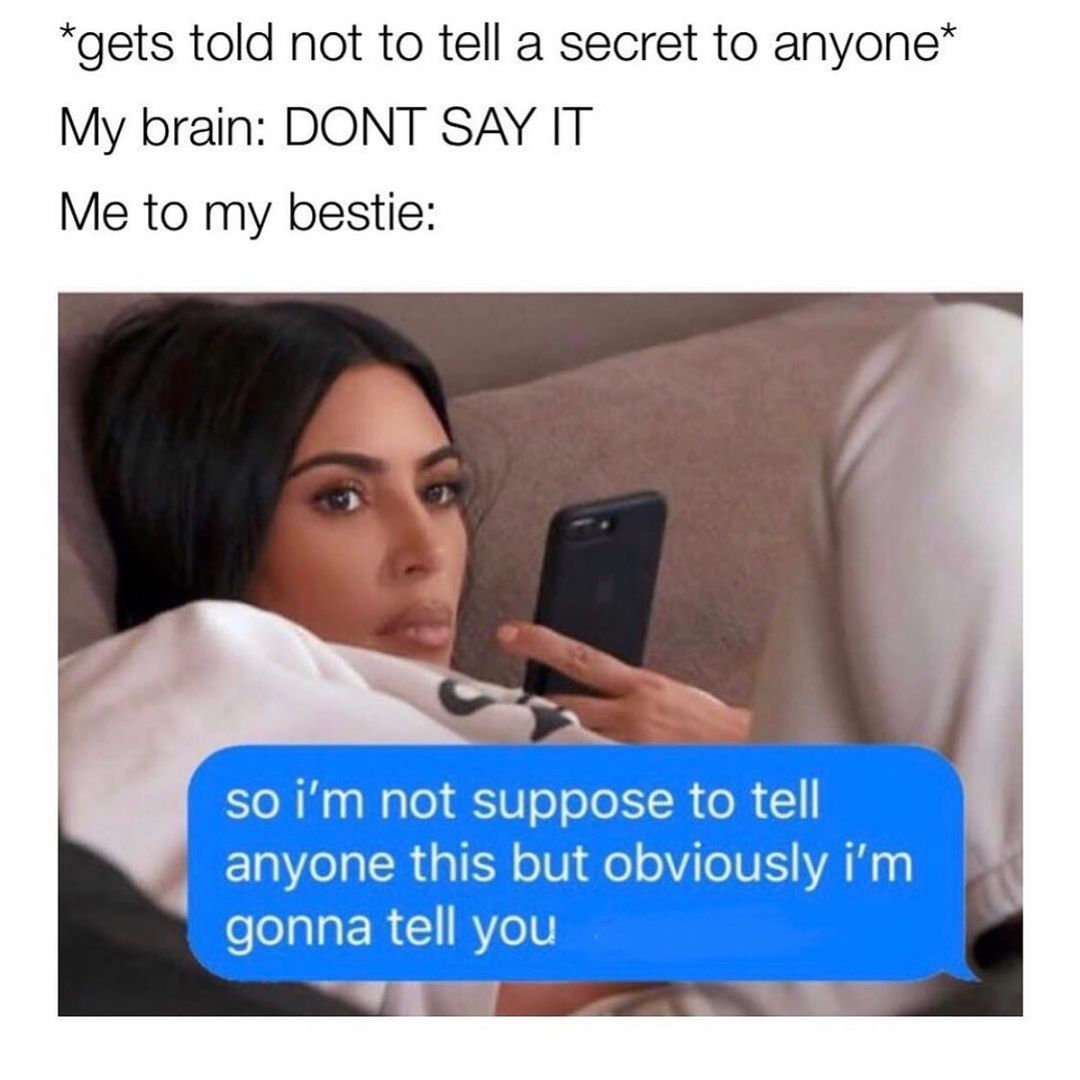 *gets told not to tell a secret to anyone*
My brain: DONT SAY IT
Me to my bestie:
so i'm not suppose to tell
anyone this but obviously i'm
gonna tell you